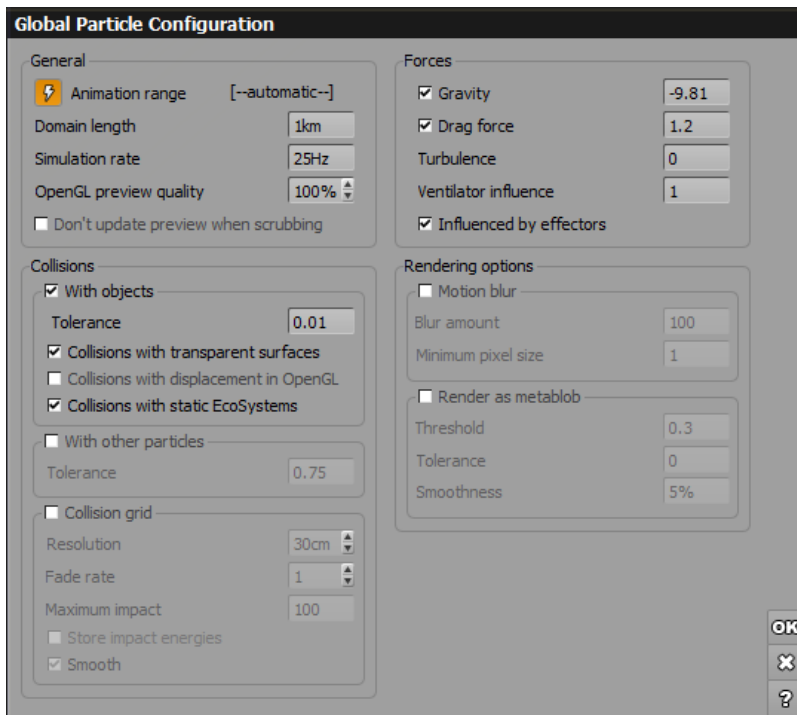 Global Particle Configuration
General
Animation range [--automatic--]
Domain length 1km
Simulation rate 25Hz
OpenGL preview quality 100%
Don't update preview when scrubbing
Collisions
With objects
Tolerance 0.01
Collisions with transparent surfaces
Collisions with displacement in OpenGL
Collisions with static EcoSystems
With other particles
Tolerance 0.75
Collision grid
Resolution 30cm
Fade rate 1
Maximum impact 100
Store impact energies
Smooth
Forces
Gravity -9.81
Drag force 1.2
Turbulence 0
Ventilator influence 1
Influenced by effectors
Rendering options
Motion blur
Blur amount 100
Minimum pixel size 1
Render as metablob
Threshold 0.3
Tolerance 0
Smoothness 5%
OK
?